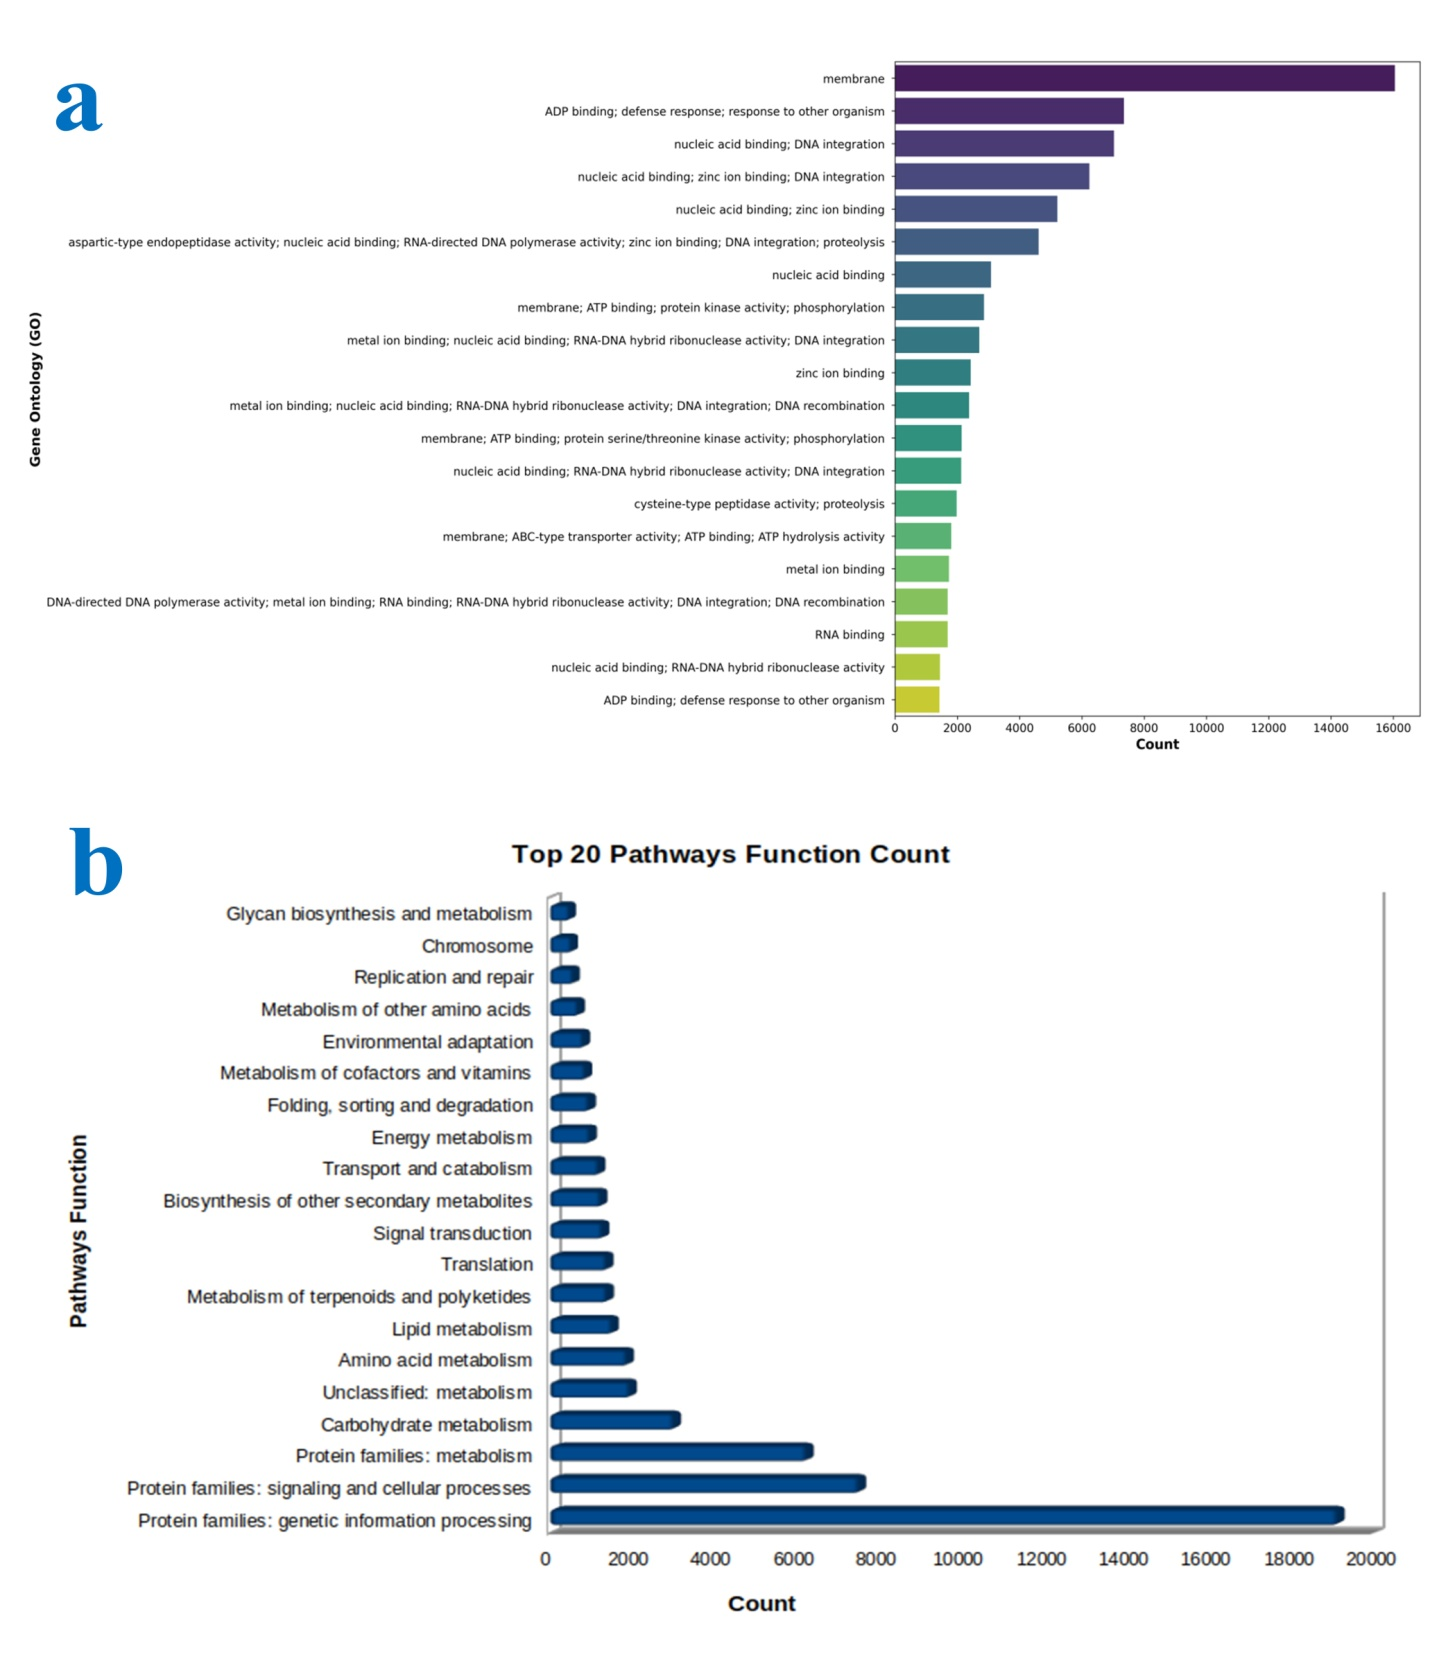 a
membrane
ADP binding; defense response; response to other organism
nucleic acid binding; DNA integration
nucleic acid binding; zinc ion binding; DNA integration
nucleic acid binding; zinc ion binding
aspartic-type endopeptidase activity; nucleic acid binding; RNA-directed DNA polymerase activity; zinc ion binding; DNA integration; proteolysis
nucleic acid binding
membrane; ATP binding; protein kinase activity; phosphorylation
metal ion binding; nucleic acid binding; RNA-DNA hybrid ribonuclease activity; DNA integration
zinc ion binding
metal ion binding; nucleic acid binding; RNA-DNA hybrid ribonuclease activity; DNA integration; DNA recombination
membrane; ATP binding; protein serine/threonine kinase activity; phosphorylation
nucleic acid binding; RNA-DNA hybrid ribonuclease activity; DNA integration
cysteine-type peptidase activity; proteolysis
membrane; ABC-type transporter activity; ATP binding; ATP hydrolysis activity
metal ion binding
DNA-directed DNA polymerase activity; metal ion binding; RNA binding; RNA-DNA hybrid ribonuclease activity; DNA integration; DNA recombination
RNA binding
nucleic acid binding; RNA-DNA hybrid ribonuclease activity
ADP binding; defense response to other organism
Gene Ontology (GO)
0 2000 4000 6000 8000 10000 12000 14000 16000
Count
b
Top 20 Pathways Function Count
Glycan biosynthesis and metabolism
Chromosome
Replication and repair
Metabolism of other amino acids
Environmental adaptation
Metabolism of cofactors and vitamins
Folding, sorting and degradation
Energy metabolism
Transport and catabolism
Biosynthesis of other secondary metabolites
Signal transduction
Translation
Metabolism of terpenoids and polyketides
Lipid metabolism
Amino acid metabolism
Unclassified: metabolism
Carbohydrate metabolism
Protein families: metabolism
Protein families: signaling and cellular processes
Protein families: genetic information processing
Pathways Function
0 2000 4000 6000 8000 10000 12000 14000 16000 18000 20000
Count